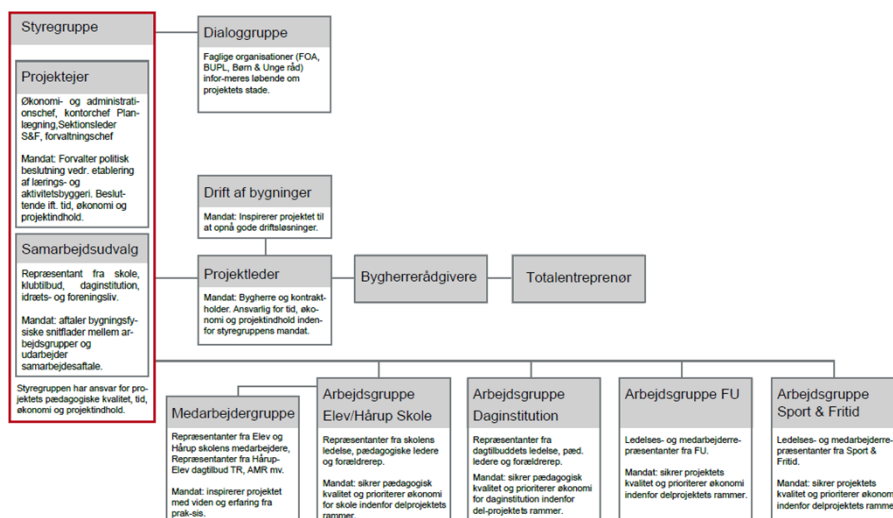 Styregruppe
Projektejer
Økonomi- og administrati-
onschef, kontorchef Plan-
lægning,Sektionsleder
S&F, forvaltningschef
Mandat: Forvalter politisk
beslutning vedr. etablering
af lærings- og
aktivitetsbyggeri. Beslut-
tende ift. tid, økonomi og
projektindhold.
Samarbejdsudvalg
Repræsentant fra skole,
klubtilbud, daginstitution,
idræts- og foreningsliv.
Mandat: aftaler bygningsfy-
siske snitflader mellem ar-
bejdsgrupper og
udarbejder
samarbejdesaftale.
Styregruppen har ansvar for pro-
jektets pædagogiske kvalitet, tid,
økonomi og projektindhold.
Dialoggruppe
Faglige organisationer (FOA,
BUPL, Børn & Unge råd)
infor-meres løbende om
projektets stade.
Drift af bygninger
Mandat: Inspirerer projektet til
at opnå gode driftsløsninger.
Projektleder
Mandat: Bygherre og kontrakt-
holder. Ansvarlig for tid, øko-
nomi og projektindhold inden-
for styregruppens mandat.
Bygherrerådgivere
Totalentreprenør
Medarbejdergruppe
Repræsentanter fra Elev og
Hårup skolens medarbejdere,
Repræsentanter fra Hårup-
Elev dagtilbud TR, AMR mv.
Mandat: inspirerer projektet
med viden og erfaring fra
prak-sis.
Arbejdsgruppe
Elev/Hårup Skole
Repræsentanter fra skolens
ledelse, pædagogiske ledere
og forældrerep.
Mandat: sikrer pædagogisk
kvalitet og prioriterer økonomi
for skole indenfor delprojektets
rammer.
Arbejdsgruppe
Daginstitution
Repræsentanter fra
dagtilbuddets ledelse, pæd.
ledere og forældrerep.
Mandat: sikrer pædagogisk
kvalitet og prioriterer økonomi
for daginstitution indenfor
del-projektets rammer.
Arbejdsgruppe FU
Ledelses- og medarbejderre-
præsentanter fra FU.
Mandat: sikrer projektets
kvalitet og prioriterer økonomi
indenfor delprojektets rammer.
Arbejdsgruppe
Sport & Fritid
Ledelses- og medarbejderre-
præsentanter fra Sport &
Fritid.
Mandat: sikrer projektets
kvalitet og prioriterer økonomi
indenfor delprojektets rammer